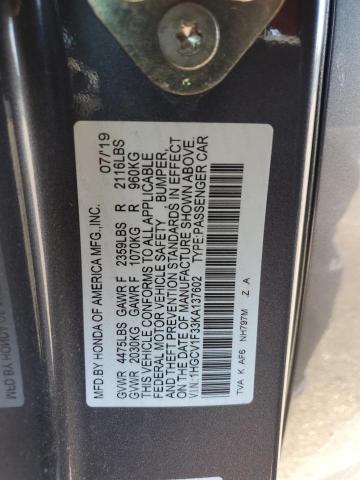 MFD.BY HONDA OF AMERICA MFG.,INC. 07/19
GVWR 4475LBS GAWR F 2359LBS R 2116LBS
GVWR 2030KG GAWR F 1070KG R 960KG
THIS VEHICLE CONFORMS TO ALL APPLICABLE
FEDERAL MOTOR VEHICLE SAFETY BUMPER,
AND THEFT PREVENTION STANDARDS IN EFFECT
ON THE DATE OF MANUFACTURE SHOWN ABOVE.
V.I.N:1HGCV1F33KA137602 TYPE:PASSENGER CAR
TVA K AF6 NH797M Z A